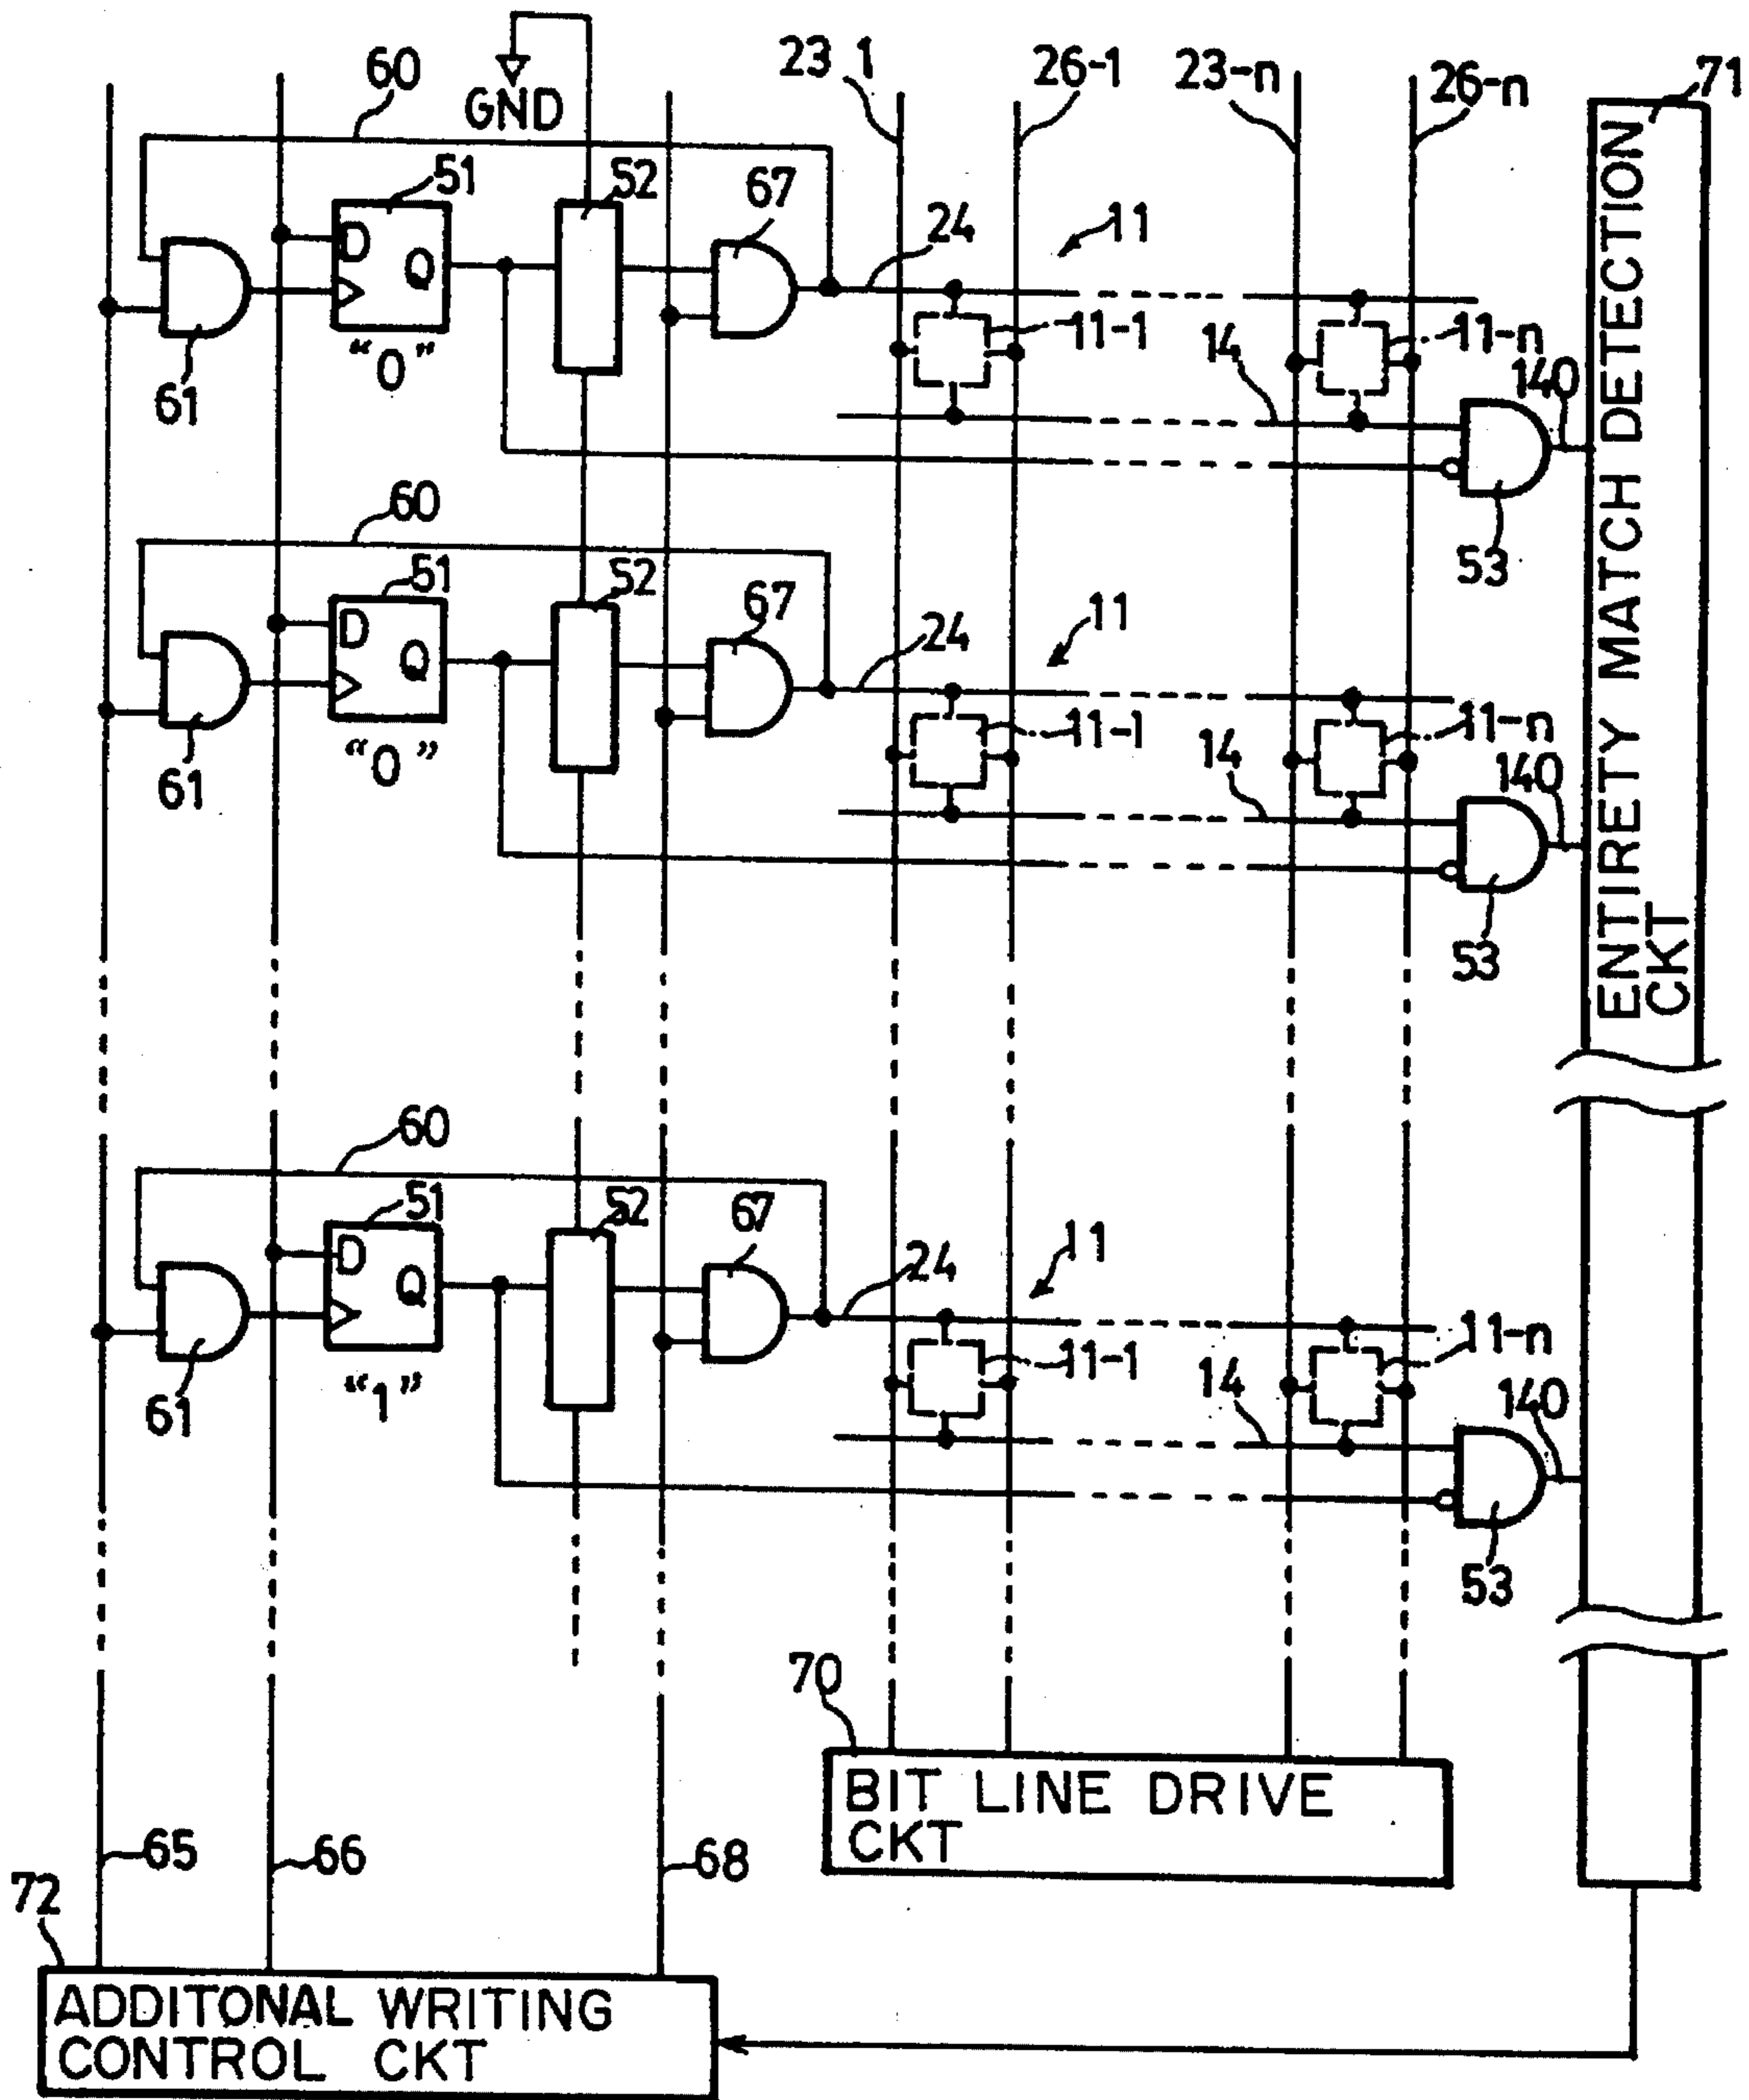 60
GND
23 1
26-1
23-n
26-n
71
ENTIRETY MATCH DETECTION
CKT
51
52
67
24
11
D
Q
11-1
11-n
14
140
"0"
61
53
60
51
52
67
24
11
D
Q
11-1
11-n
14
140
"0"
61
53
60
51
52
67
24
11
D
Q
11-1
11-n
14
140
"1"
61
53
70
BIT LINE DRIVE
CKT
65
66
68
72
ADDITONAL WRITING
CONTROL CKT